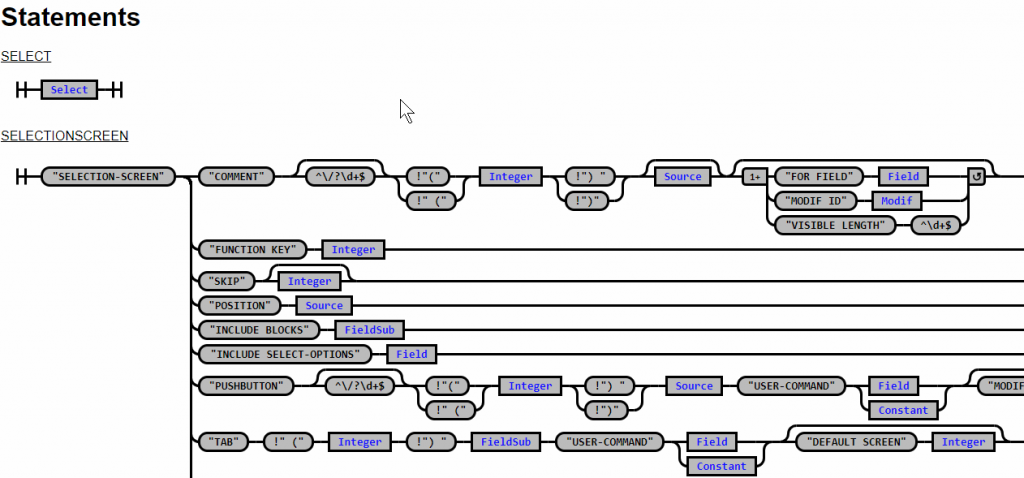 Statements
SELECT
Select
SELECTIONSCREEN
"SELECTION-SCREEN" "COMMENT" ^\/?\d+$ !"(" Integer !") " Source 1+ "FOR FIELD" Field ↺
!" (" !")" "MODIF ID" Modif
"VISIBLE LENGTH" ^\d+$
"FUNCTION KEY" Integer
"SKIP" Integer
"POSITION" Source
"INCLUDE BLOCKS" FieldSub
"INCLUDE SELECT-OPTIONS" Field
"PUSHBUTTON" ^\/?\d+$ !"(" Integer !") " Source "USER-COMMAND" Field "MODIF
!" (" !")" Constant
"TAB" !" (" Integer !") " FieldSub "USER-COMMAND" Field "DEFAULT SCREEN" Integer
Constant